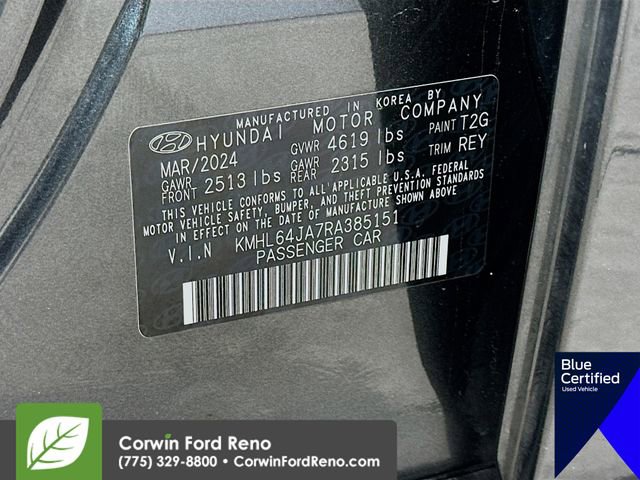 MANUFACTURED IN KOREA BY
HYUNDAI MOTOR COMPANY
MAR/2024 GVWR 4619 lbs PAINT T2G
GAWR FRONT 2513 lbs GAWR REAR 2315 lbs TRIM REY
THIS VEHICLE CONFORMS TO ALL APPLICABLE U.S.A. FEDERAL
MOTOR VEHICLE SAFETY, BUMPER, AND THEFT PREVENTION STANDARDS
IN EFFECT ON THE DATE OF MANUFACTURE SHOWN ABOVE.
V.I.N KMHL64JA7RA385151
PASSENGER CAR
Blue
Certified
Used Vehicle
Corwin Ford Reno
(775) 329-8800 • CorwinFordReno.com